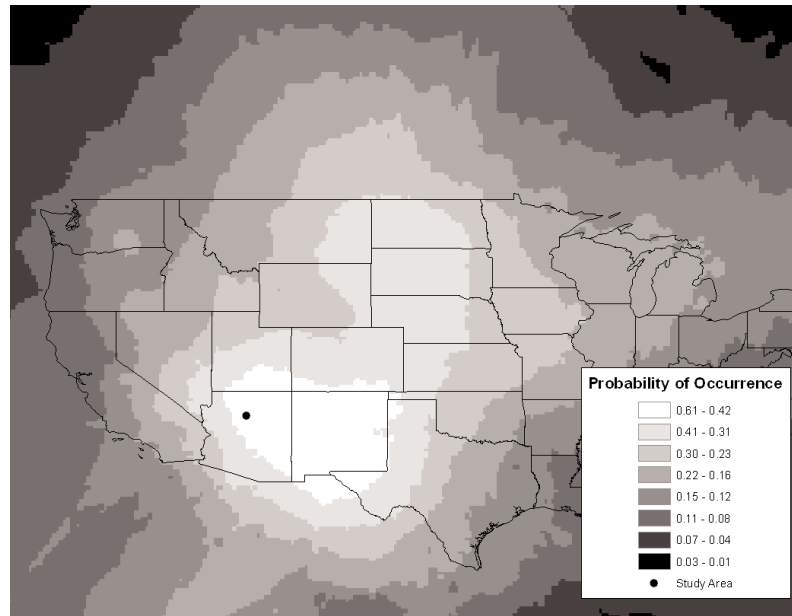 Probability of Occurrence
0.61 - 0.42
0.41 - 0.31
0.30 - 0.23
0.22 - 0.16
0.15 - 0.12
0.11 - 0.08
0.07 - 0.04
0.03 - 0.01
Study Area